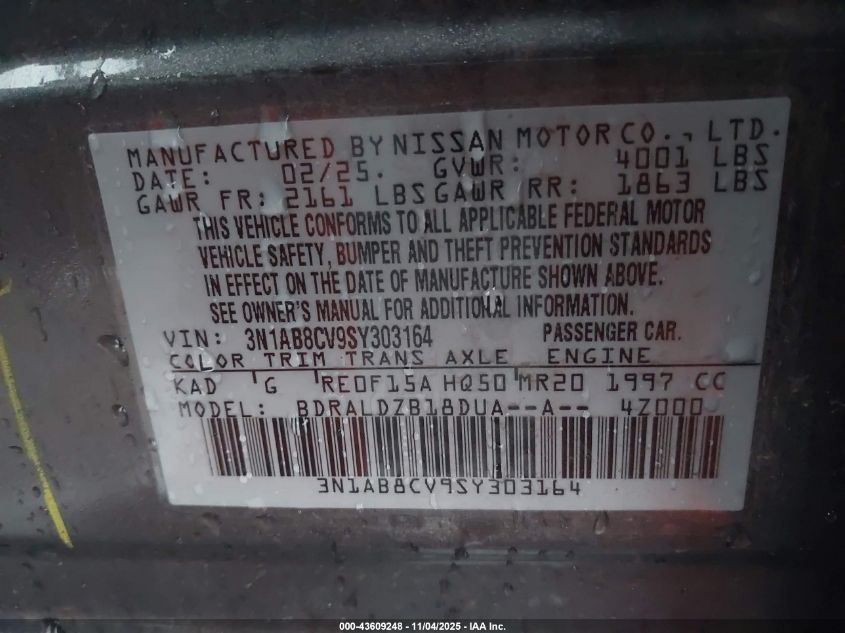 MANUFACTURED BY NISSAN MOTOR CO., LTD.
DATE: 02/25. GVWR: 4001 LBS
GAWR FR: 2161 LBS GAWR RR: 1863 LBS
THIS VEHICLE CONFORMS TO ALL APPLICABLE FEDERAL MOTOR
VEHICLE SAFETY, BUMPER AND THEFT PREVENTION STANDARDS
IN EFFECT ON THE DATE OF MANUFACTURE SHOWN ABOVE.
SEE OWNER'S MANUAL FOR ADDITIONAL INFORMATION.
VIN: 3N1AB8CV9SY303164 PASSENGER CAR.
COLOR TRIM TRANS AXLE ENGINE
KAD G RE0F15A HQ50 MR20 1997 CC
MODEL: BDRALDZB18DUA--A-- 4Z000
3N1AB8CV9SY303164
000-43609248 - 11/04/2025 - IAA Inc.